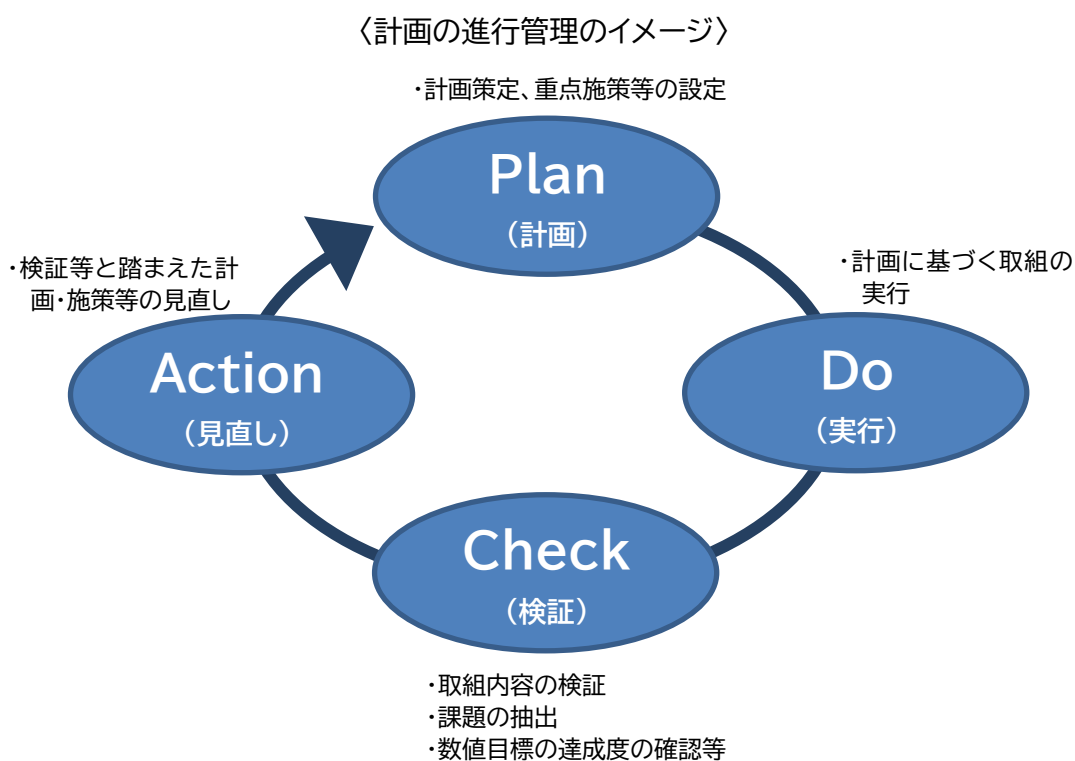 〈計画の進行管理のイメージ〉
・計画策定、重点施策等の設定
Plan
（計画）
・計画に基づく取組の
実行
Do
（実行）
Check
（検証）
・取組内容の検証
・課題の抽出
・数値目標の達成度の確認等
・検証等と踏まえた計
画・施策等の見直し
Action
（見直し）